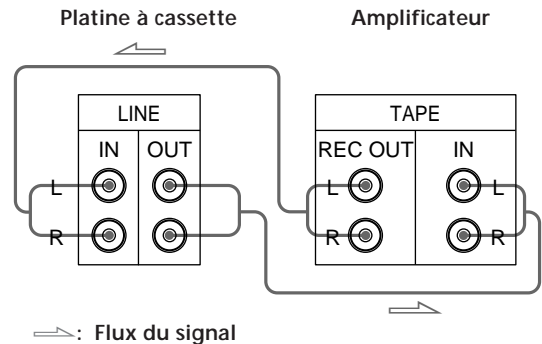 Platine à cassette Amplificateur
LINE TAPE
IN OUT REC OUT IN
L L L
R R R
: Flux du signal